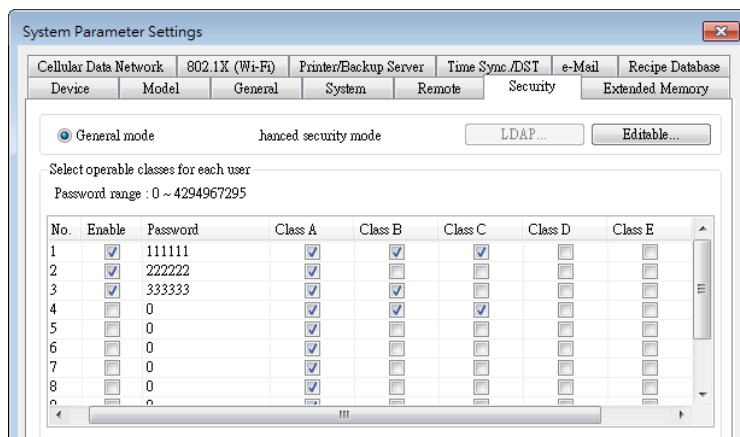 System Parameter Settings
Cellular Data Network 802.1X (Wi-Fi) Printer/Backup Server Time Sync./DST e-Mail Recipe Database
Device Model General System Remote Security Extended Memory
General mode hanced security mode LDAP... Editable...
Select operable classes for each user
Password range : 0 ~ 4294967295
No. Enable Password Class A Class B Class C Class D Class E
1 111111
2 222222
3 333333
4 0
5 0
6 0
7 0
8 0